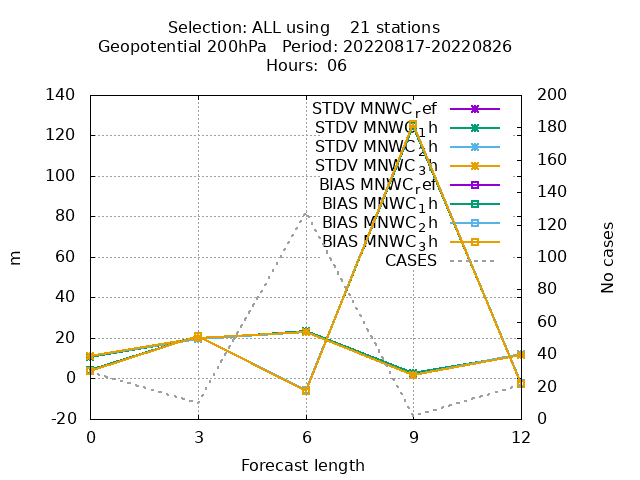 Selection: ALL using    21 stations
Geopotential 200hPa   Period: 20220817-20220826
Hours:  06
STDV MNWC_ref
STDV MNWC_1h
STDV MNWC_2h
STDV MNWC_3h
BIAS MNWC_ref
BIAS MNWC_1h
BIAS MNWC_2h
BIAS MNWC_3h
CASES
140
120
100
80
60
40
20
0
-20
m
200
180
160
140
120
100
80
60
40
20
0
No cases
0 3 6 9 12
Forecast length